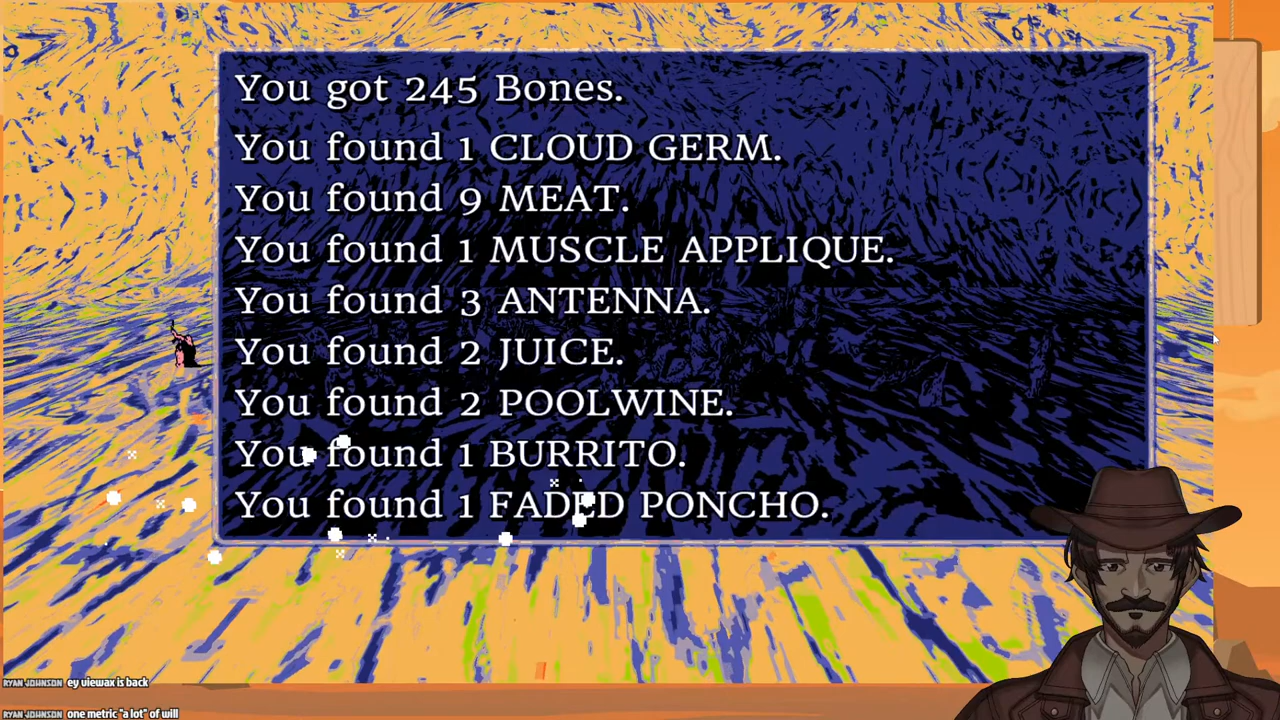 You got 245 Bones.
You found 1 CLOUD GERM.
You found 9 MEAT.
You found 1 MUSCLE APPLIQUE.
You found 3 ANTENNA.
You found 2 JUICE.
You found 2 POOLWINE.
You found 1 BURRITO.
You found 1 FADED PONCHO.
RYAN JOHNSON ey viewax is back
RYAN JOHNSON one metric "a lot" of will